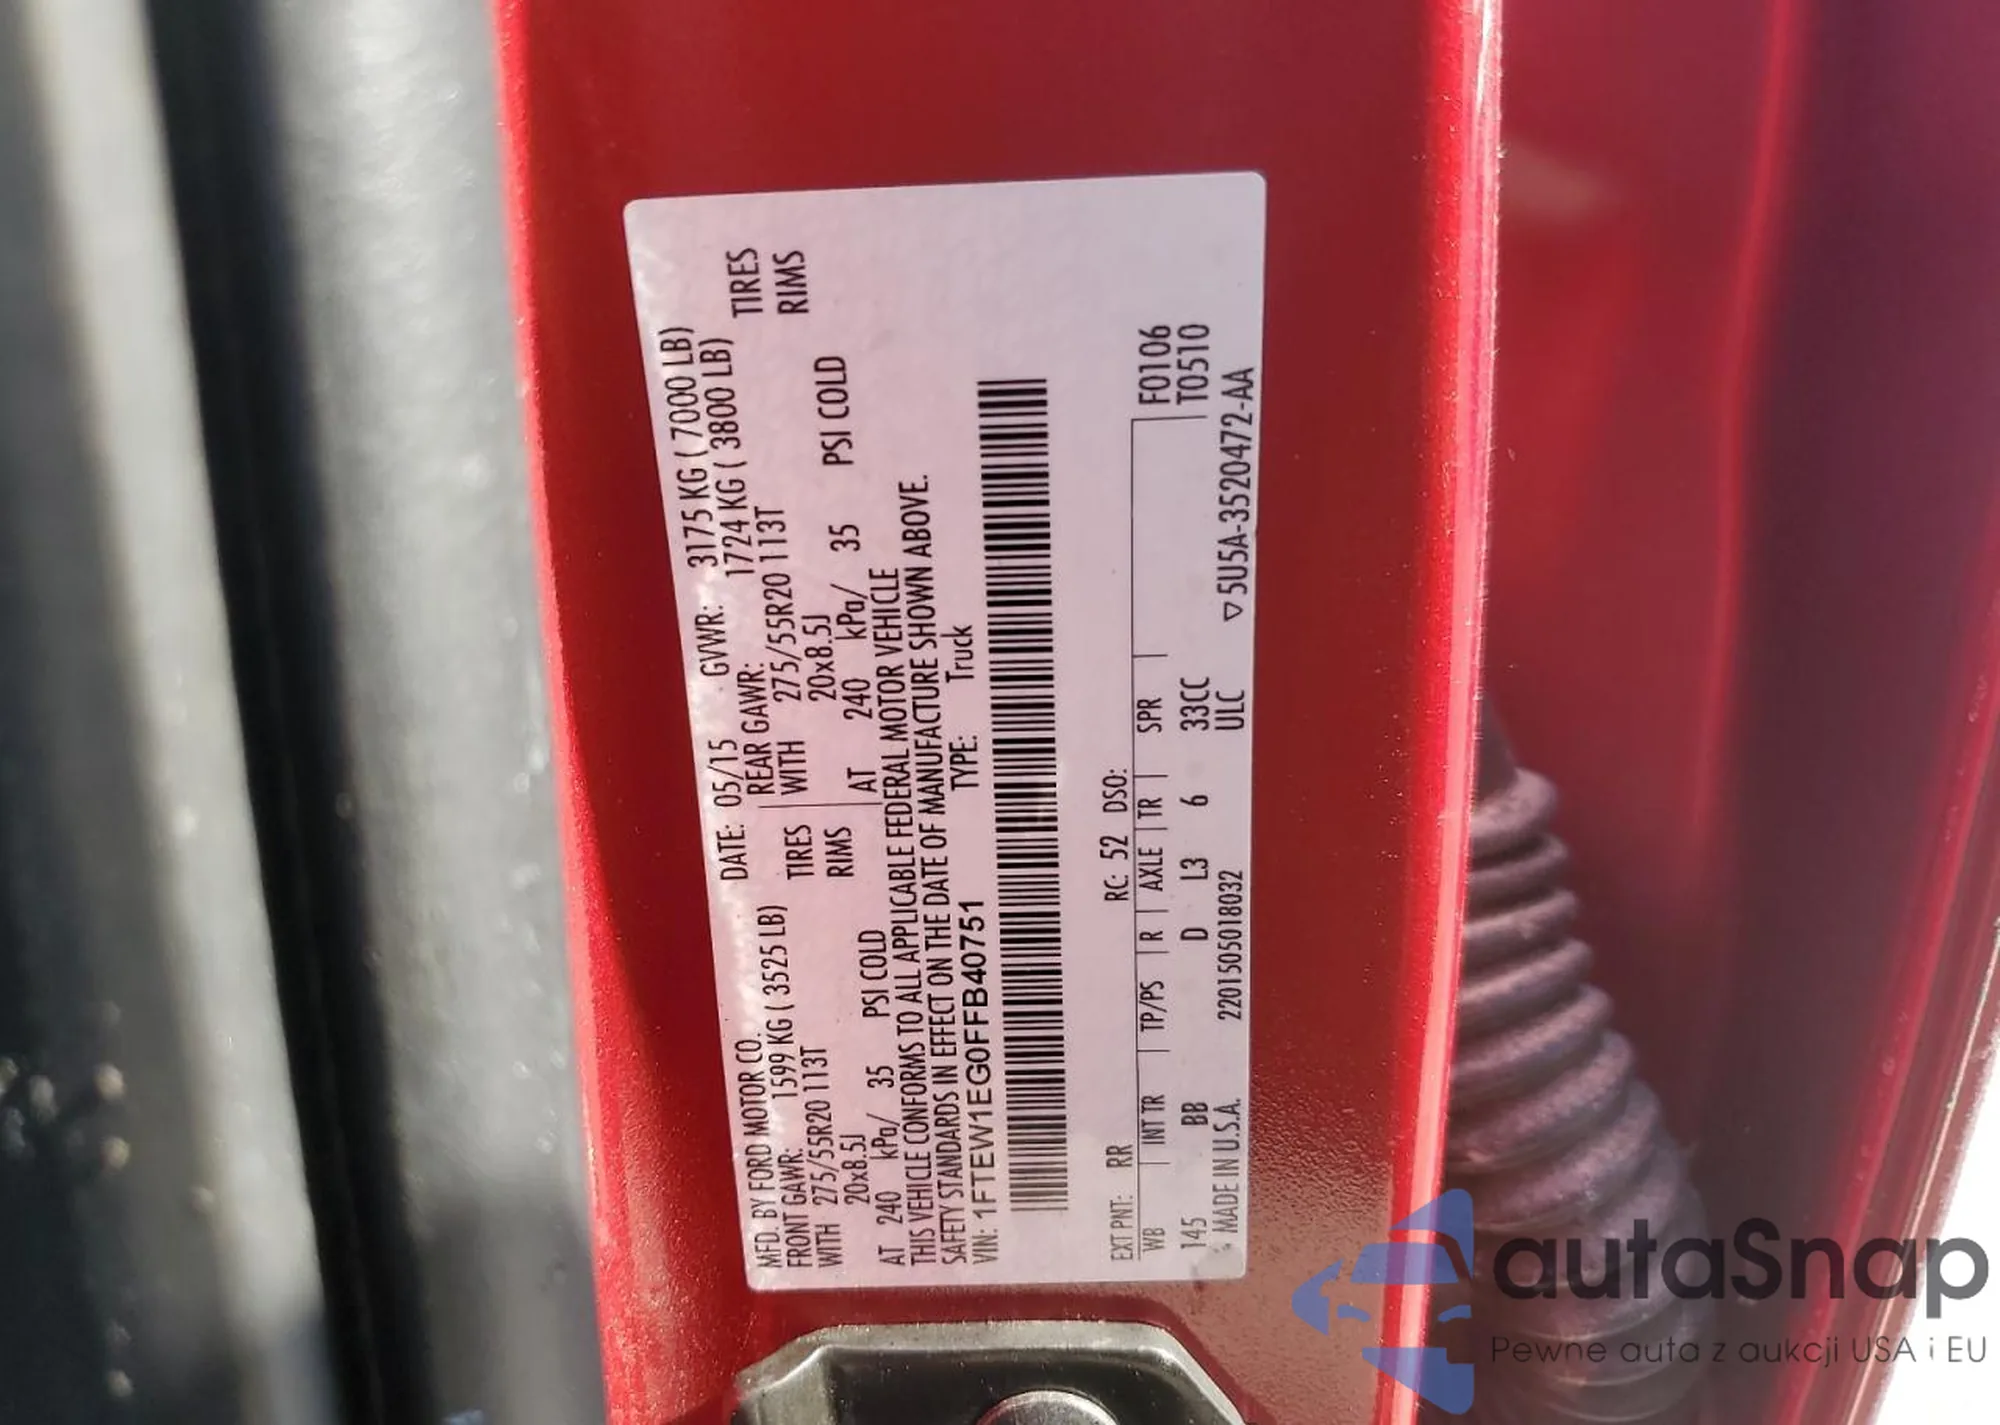 MFD. BY FORD MOTOR CO. DATE: 05/15 GVWR: 3175 KG ( 7000 LB)
FRONT GAWR: 1599 KG ( 3525 LB) REAR GAWR: 1724 KG ( 3800 LB)
WITH 275/55R20 113T TIRES WITH 275/55R20 113T TIRES
20x8.5J RIMS 20x8.5J RIMS
AT 240 kPa/ 35 PSI COLD AT 240 kPa/ 35 PSI COLD
THIS VEHICLE CONFORMS TO ALL APPLICABLE FEDERAL MOTOR VEHICLE
SAFETY STANDARDS IN EFFECT ON THE DATE OF MANUFACTURE SHOWN ABOVE.
VIN: 1FTEW1EG0FFB40751 TYPE: Truck
EXT PNT: RR RC: 52 DSO:
WB INT TR TP/PS R AXLE TR SPR F0106
145 BB D L3 6 33CC T0510
MADE IN U.S.A. 2201505018032 ULC ▽5U5A-3520472-AA
autaSnap
Pewne auta z aukcji USA i EU